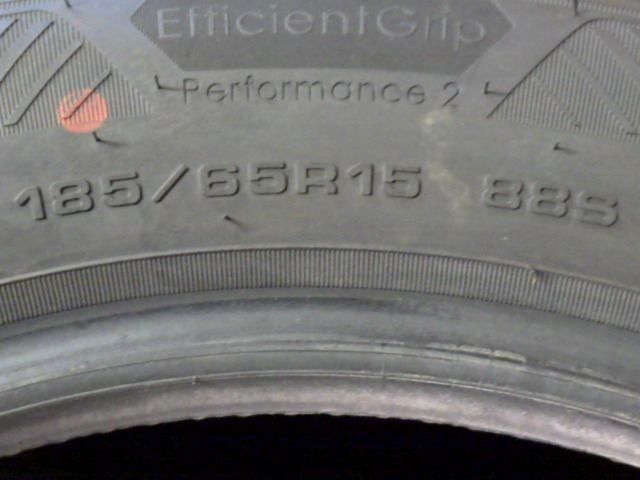 EfficientGrip
Performance 2
185/65R15 88S